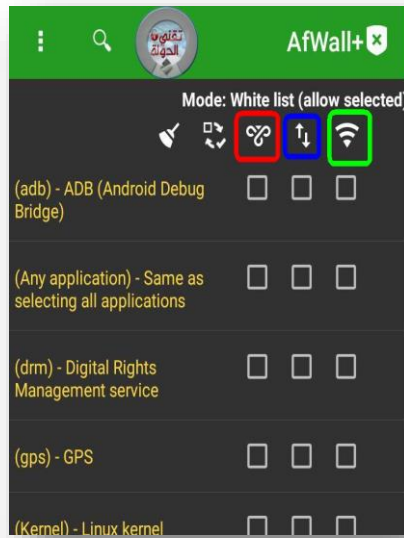 تقنيو
الدولة
AFWall+
Mode: White list (allow selected)
(adb) - ADB (Android Debug
Bridge)
(Any application) - Same as
selecting all applications
(drm) - Digital Rights
Management service
(gps) - GPS
(Kernel) - Linux kernel